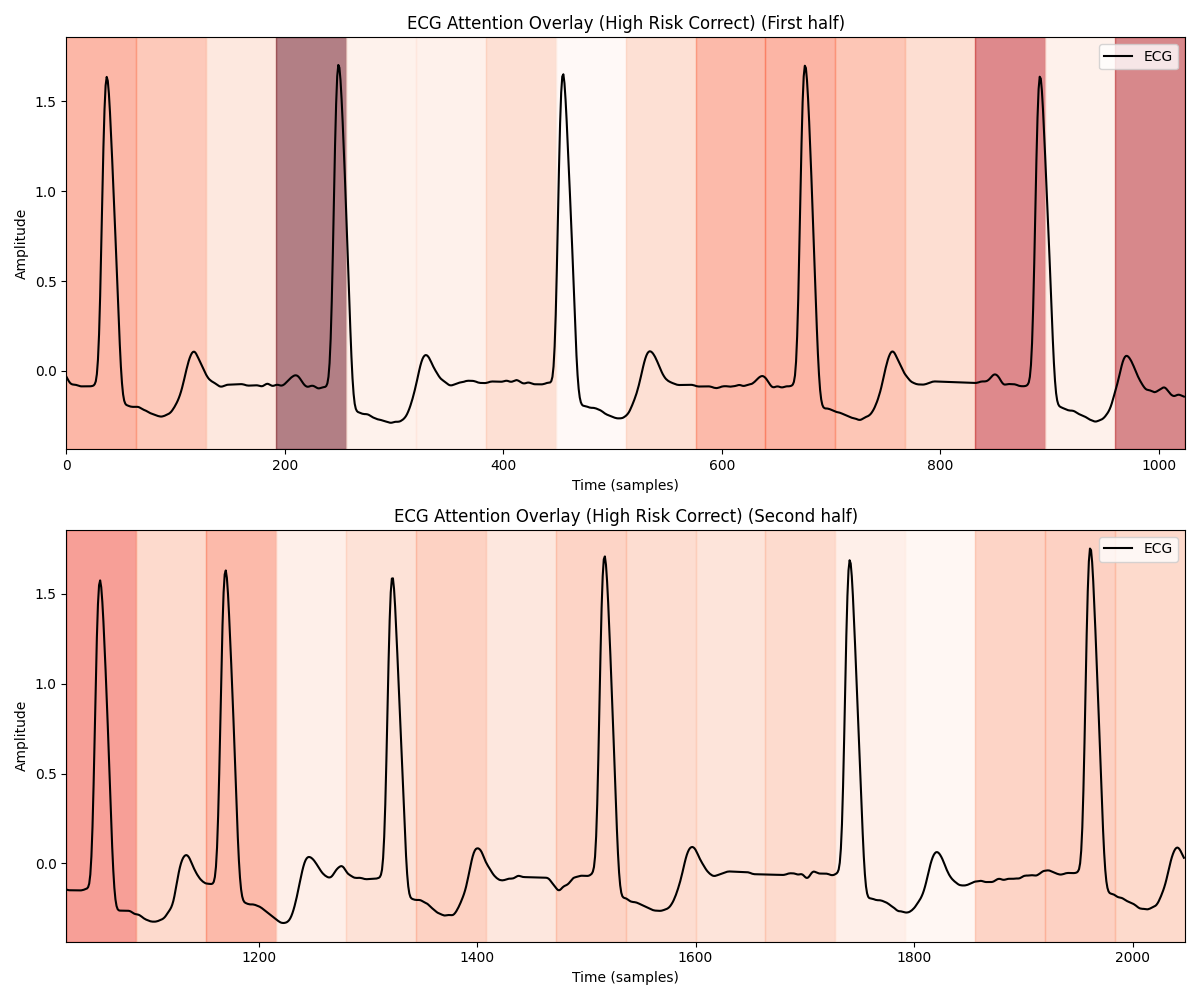 ECG Attention Overlay (High Risk Correct) (First half)
ECG
Amplitude
1.5
1.0
0.5
0.0
0 200 400 600 800 1000
Time (samples)
ECG Attention Overlay (High Risk Correct) (Second half)
ECG
Amplitude
1.5
1.0
0.5
0.0
1200 1400 1600 1800 2000
Time (samples)